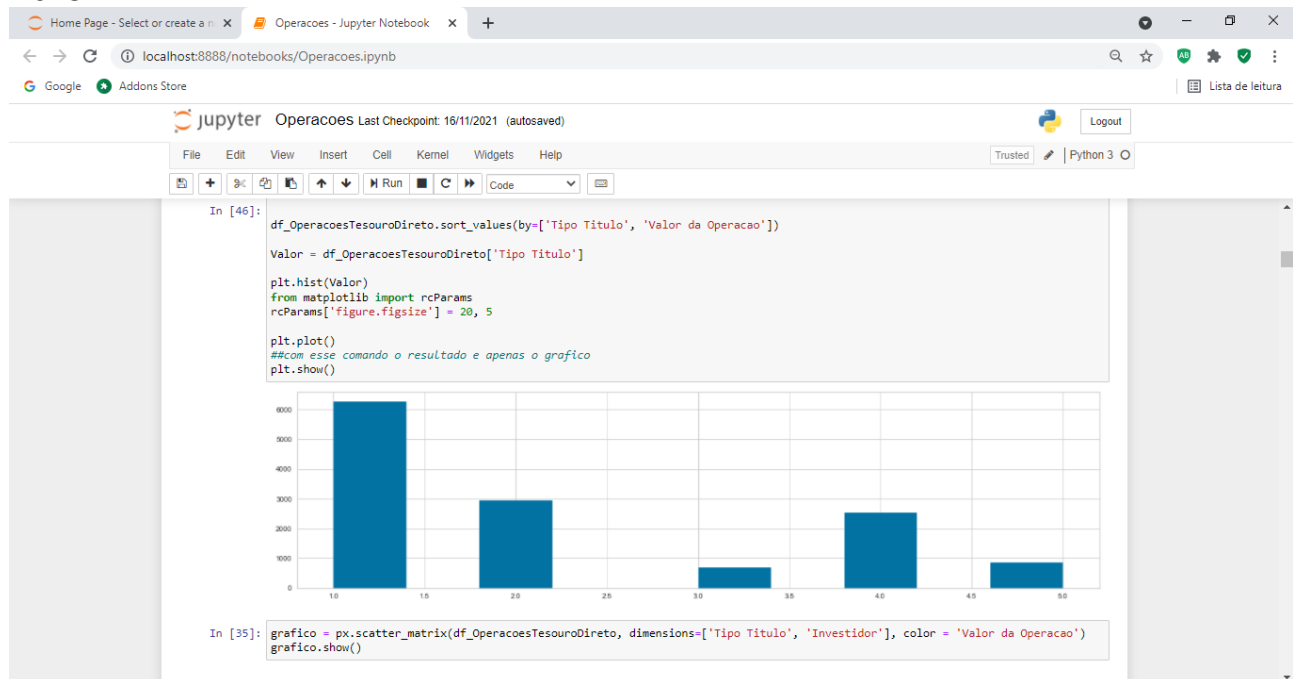 Home Page - Select or create a n
Operacoes - Jupyter Notebook
localhost:8888/notebooks/Operacoes.ipynb
AB
Google
Addons Store
Lista de leitura
jupyter Operacoes Last Checkpoint: 16/11/2021 (autosaved)
Logout
File Edit View Insert Cell Kernel Widgets Help
Trusted
Python 3
Run
Code
In [46]:
df_OperacoesTesouroDireto.sort_values(by=['Tipo Titulo', 'Valor da Operacao'])
Valor = df_OperacoesTesouroDireto['Tipo Titulo']
plt.hist(Valor)
from matplotlib import rcParams
rcParams['figure.figsize'] = 20, 5
plt.plot()
##com esse comando o resultado e apenas o grafico
plt.show()
6000
5000
4000
3000
2000
1000
0
1.0 1.5 2.0 2.5 3.0 3.5 4.0 4.5 5.0
In [35]: grafico = px.scatter_matrix(df_OperacoesTesouroDireto, dimensions=['Tipo Titulo', 'Investidor'], color = 'Valor da Operacao')
grafico.show()